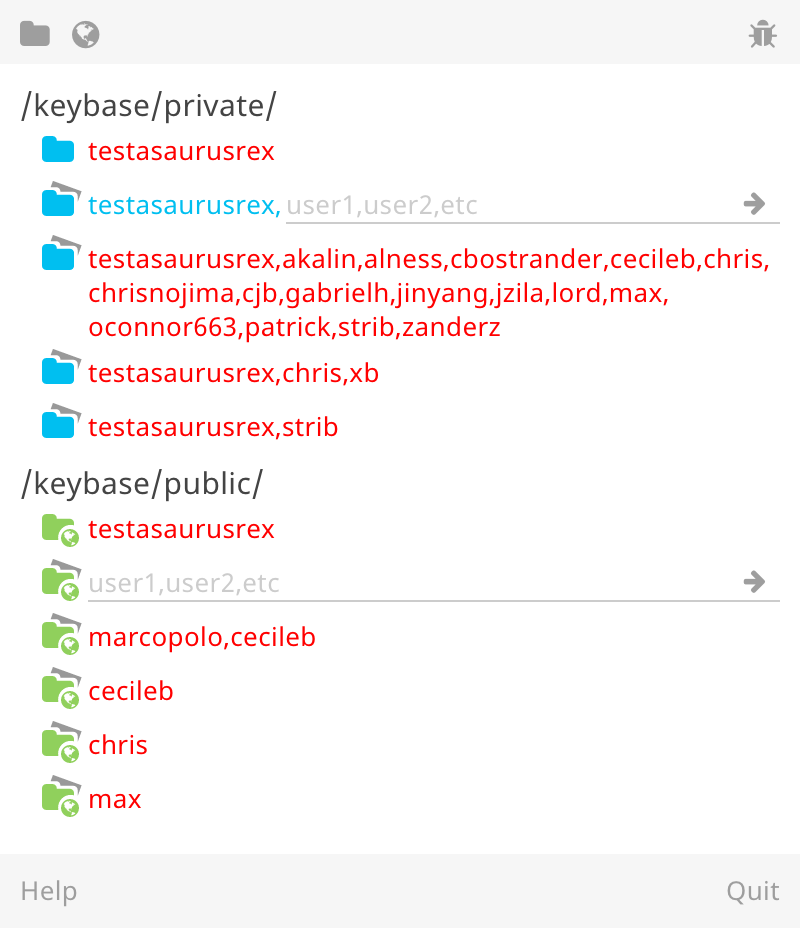 /keybase/private/
testasaurusrex
testasaurusrex, user1,user2,etc
testasaurusrex,akalin,alness,cbostrander,cecileb,chris,
chrisnojima,cjb,gabrielh,jinyang,jzila,lord,max,
oconnor663,patrick,strib,zanderz
testasaurusrex,chris,xb
testasaurusrex,strib
/keybase/public/
testasaurusrex
user1,user2,etc
marcopolo,cecileb
cecileb
chris
max
Help Quit